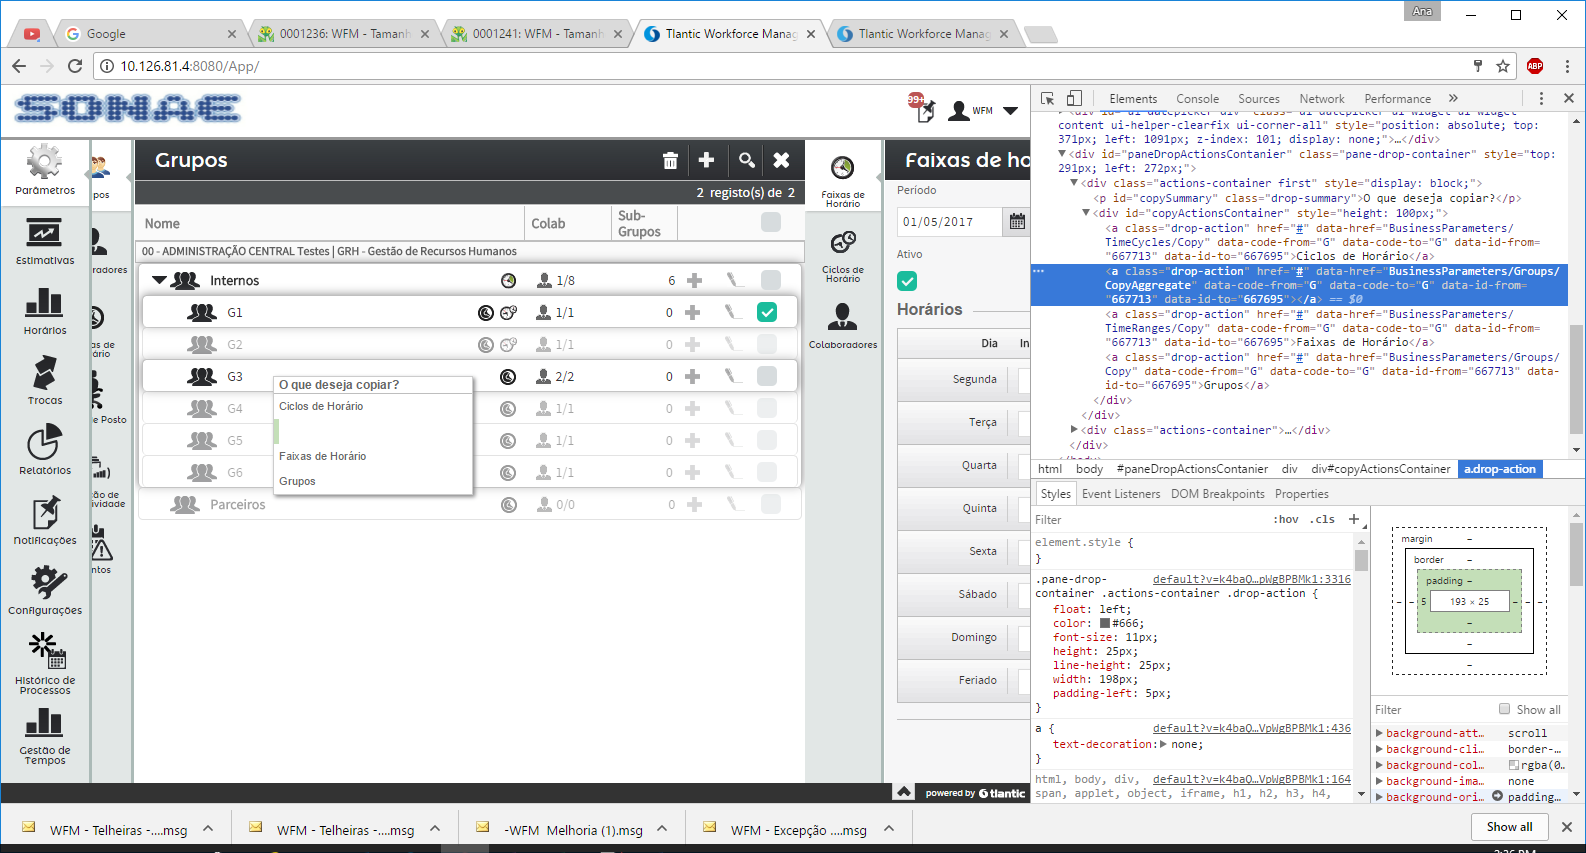 Ana
Google
0001236: WFM - Tamanh
0001241: WFM - Tamanh
Tlantic Workforce Manag
Tlantic Workforce Manag
10.126.81.4:8080/App/
ABP
SONAE
99+
WFM
Parâmetros
Estimativas
Horários
Trocas
Relatórios
Notificações
Configurações
Histórico de
Processos
Gestão de
Tempos
pos
radores
as de
ário
e Posto
ão de
tividade
ntos
Grupos
2 registo(s) de 2
Nome
Colab
Sub-
Grupos
00 - ADMINISTRAÇÃO CENTRAL Testes | GRH - Gestão de Recursos Humanos
Internos
1/8
6
G1
1/1
0
G2
1/1
0
G3
2/2
0
G4
1/1
0
G5
1/1
0
G6
1/1
0
Parceiros
0/0
0
O que deseja copiar?
Ciclos de Horário
Faixas de Horário
Grupos
Faixas de
Horário
Ciclos de
Horário
Colaboradores
Faixas de ho
Período
01/05/2017
Ativo
Horários
Dia
In
Segunda
Terça
Quarta
Quinta
Sexta
Sábado
Domingo
Feriado
powered by tlantic
Elements
Console
Sources
Network
Performance
»
content ui-helper-clearfix ui-corner-all" style="position: absolute; top:
371px; left: 1091px; z-index: 101; display: none;">…</div>
<div id="paneDropActionsContanier" class="pane-drop-container" style="top:
291px; left: 272px;">
<div class="actions-container first" style="display: block;">
<p id="copySummary" class="drop-summary">O que deseja copiar?</p>
<div id="copyActionsContainer" style="height: 100px;">
<a class="drop-action" href="#" data-href="BusinessParameters/
TimeCycles/Copy" data-code-from="G" data-code-to="G" data-id-from=
"667713" data-id-to="667695">Ciclos de Horário</a>
<a class="drop-action" href="#" data-href="BusinessParameters/Groups/
CopyAggregate" data-code-from="G" data-code-to="G" data-id-from=
"667713" data-id-to="667695"></a> == $0
<a class="drop-action" href="#" data-href="BusinessParameters/
TimeRanges/Copy" data-code-from="G" data-code-to="G" data-id-from=
"667713" data-id-to="667695">Faixas de Horário</a>
<a class="drop-action" href="#" data-href="BusinessParameters/Groups/
Copy" data-code-from="G" data-code-to="G" data-id-from="667713" data-
id-to="667695">Grupos</a>
</div>
</div>
<div class="actions-container">…</div>
</div>
html body #paneDropActionsContanier div div#copyActionsContainer a.drop-action
Styles
Event Listeners
DOM Breakpoints
Properties
Filter
:hov .cls +
element.style {
}
.pane-drop-
default?v=k4baQ…pWgBPBMk1:3316
container .actions-container .drop-action {
float: left;
color: #666;
font-size: 11px;
height: 25px;
line-height: 25px;
width: 198px;
padding-left: 5px;
}
a {
default?v=k4baQ…VpWgBPBMk1:436
text-decoration: none;
}
html, body, div,
default?v=k4baQ…VpWgBPBMk1:164
span, applet, object, iframe, h1, h2, h3, h4,
margin
border
padding
5
193 × 25
Filter
Show all
background-att…
scroll
background-cli…
border-…
background-col…
rgba(0…
background-ima…
none
background-ori…
padding…
WFM - Telheiras -....msg
WFM - Telheiras -....msg
-WFM Melhoria (1).msg
WFM - Excepção ....msg
Show all